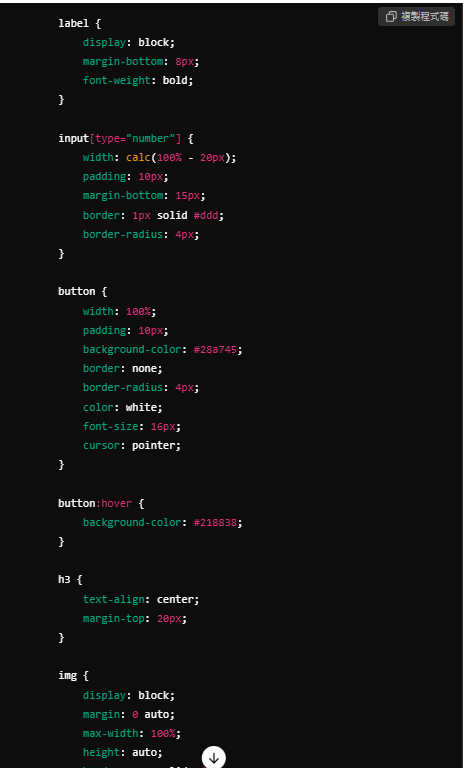 複製程式碼
label {
    display: block;
    margin-bottom: 8px;
    font-weight: bold;
}

input[type="number"] {
    width: calc(100% - 20px);
    padding: 10px;
    margin-bottom: 15px;
    border: 1px solid #ddd;
    border-radius: 4px;
}

button {
    width: 100%;
    padding: 10px;
    background-color: #28a745;
    border: none;
    border-radius: 4px;
    color: white;
    font-size: 16px;
    cursor: pointer;
}

button:hover {
    background-color: #218838;
}

h3 {
    text-align: center;
    margin-top: 20px;
}

img {
    display: block;
    margin: 0 auto;
    max-width: 100%;
    height: auto;